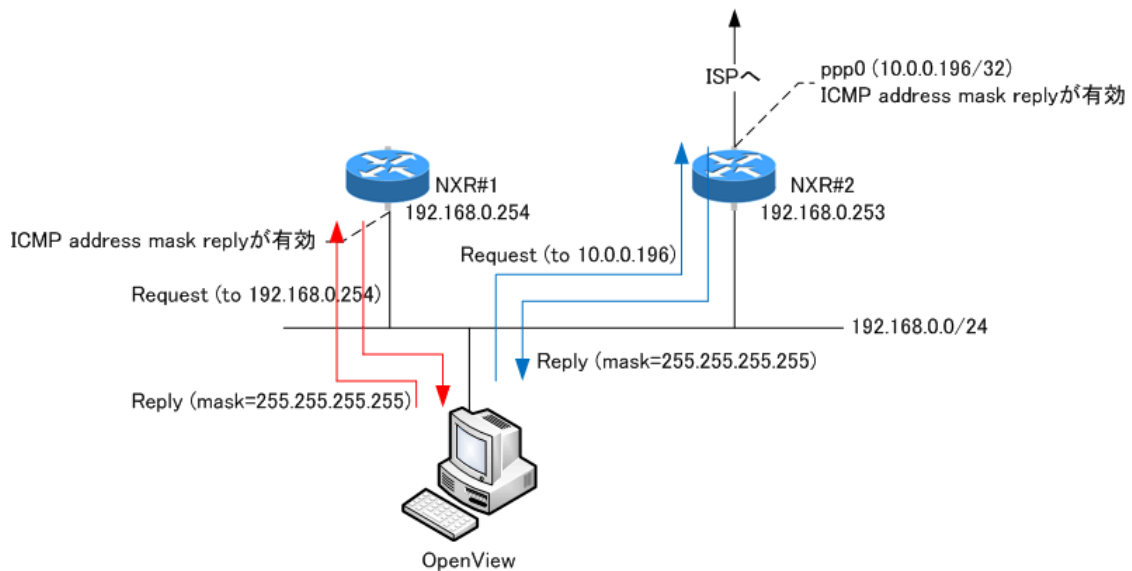 ISPへ
ppp0 (10.0.0.196/32)
ICMP address mask replyが有効
NXR#1
192.168.0.254
NXR#2
192.168.0.253
ICMP address mask replyが有効
Request (to 10.0.0.196)
Request (to 192.168.0.254)
192.168.0.0/24
Reply (mask=255.255.255.255)
Reply (mask=255.255.255.255)
OpenView